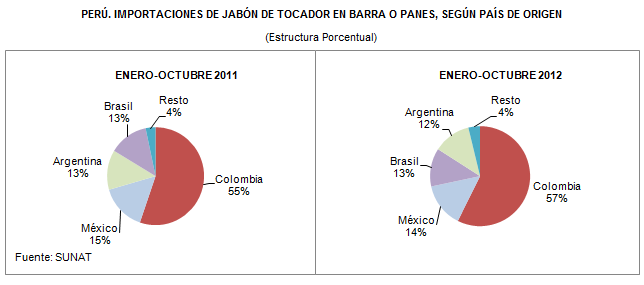 PERÚ. IMPORTACIONES DE JABÓN DE TOCADOR EN BARRA O PANES, SEGÚN PAÍS DE ORIGEN
(Estructura Porcentual)
ENERO-OCTUBRE 2011
Resto
4%
Brasil
13%
Argentina
13%
Colombia
55%
México
15%
Fuente: SUNAT
ENERO-OCTUBRE 2012
Resto
4%
Argentina
12%
Brasil
13%
Colombia
57%
México
14%